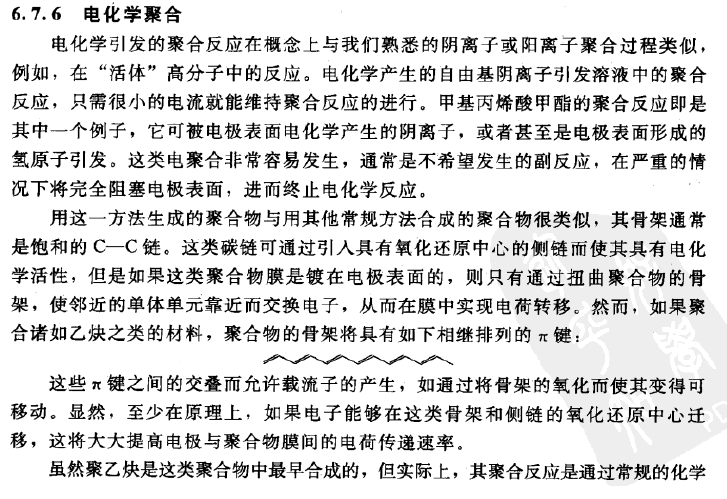 6.7.6 电化学聚合
电化学引发的聚合反应在概念上与我们熟悉的阴离子或阳离子聚合过程类似，
例如，在“活体”高分子中的反应。电化学产生的自由基阴离子引发溶液中的聚合
反应，只需很小的电流就能维持聚合反应的进行。甲基丙烯酸甲酯的聚合反应即是
其中一个例子，它可被电极表面电化学产生的阴离子，或者甚至是电极表面形成的
氢原子引发。这类电聚合非常容易发生，通常是不希望发生的副反应，在严重的情
况下将完全阻塞电极表面，进而终止电化学反应。
用这一方法生成的聚合物与用其他常规方法合成的聚合物很类似，其骨架通常
是饱和的 C—C 链。这类碳链可通过引入具有氧化还原中心的侧链而使其具有电化
学活性，但是如果这类聚合物膜是镀在电极表面的，则只有通过扭曲聚合物的骨
架，使邻近的单体单元靠近而交换电子，从而在膜中实现电荷转移。然而，如果聚
合诸如乙炔之类的材料，聚合物的骨架将具有如下相继排列的 π 键：
这些 π 键之间的交叠而允许载流子的产生，如通过将骨架的氧化而使其变得可
移动。显然，至少在原理上，如果电子能够在这类骨架和侧链的氧化还原中心迁
移，这将大大提高电极与聚合物膜间的电荷传递速率。
虽然聚乙炔是这类聚合物中最早合成的，但实际上，其聚合反应是通过常规的化学